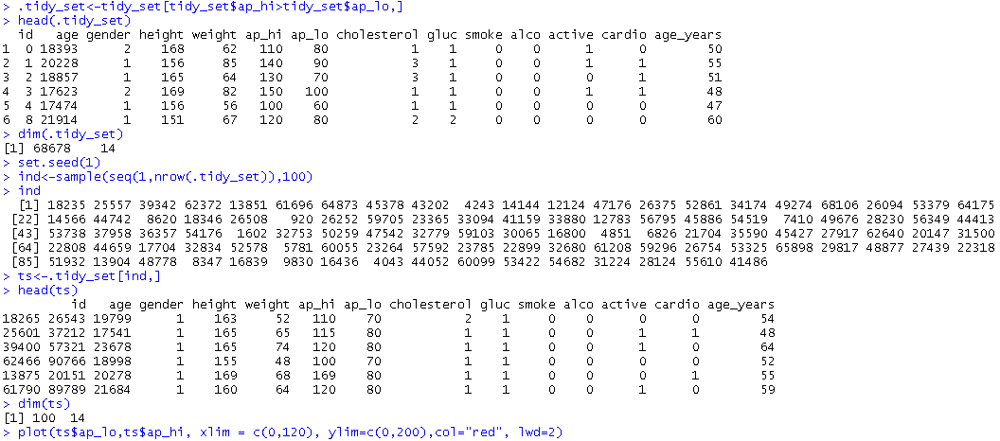 > .tidy_set<-tidy_set[tidy_set$ap_hi>tidy_set$ap_lo,]
> head(.tidy_set)
  id   age gender height weight ap_hi ap_lo cholesterol gluc smoke alco active cardio age_years
1  0 18393      2    168     62   110    80           1    1     0    0      1      0        50
2  1 20228      1    156     85   140    90           3    1     0    0      1      1        55
3  2 18857      1    165     64   130    70           3    1     0    0      0      1        51
4  3 17623      2    169     82   150   100           1    1     0    0      1      1        48
5  4 17474      1    156     56   100    60           1    1     0    0      0      0        47
6  8 21914      1    151     67   120    80           2    2     0    0      0      0        60
> dim(.tidy_set)
[1] 68678    14
> set.seed(1)
> ind<-sample(seq(1,nrow(.tidy_set)),100)
> ind
  [1] 18235 25557 39342 62372 13851 61696 64873 45378 43202  4243 14144 12124 47176 26375 52861 34174 49274 68106 26094 53379 64175
 [22] 14566 44742  8620 18346 26508   920 26252 59705 23365 33094 41159 33880 12783 56795 45886 54519  7410 49676 28230 56349 44413
 [43] 53738 37958 36357 54176  1602 32753 50259 47542 32779 59103 30065 16800  4851  6826 21704 35590 45427 27917 62640 20147 31500
 [64] 22808 44659 17704 32834 52578  5781 60055 23264 57592 23785 22899 32680 61208 59296 26754 53325 65898 29817 48877 27439 22318
 [85] 51932 13904 48778  8347 16839  9830 16436  4043 44052 60099 53422 54682 31224 28124 55610 41486
> ts<-.tidy_set[ind,]
> head(ts)
         id   age gender height weight ap_hi ap_lo cholesterol gluc smoke alco active cardio age_years
18265 26543 19799      1    163     52   110    70           2    1     0    0      0      0        54
25601 37212 17541      1    165     65   115    80           1    1     0    0      1      1        48
39400 57321 23678      1    165     74   120    80           1    1     0    0      1      0        64
62466 90766 18998      1    155     48   100    70           1    1     0    0      0      0        52
13875 20151 20278      1    169     68   169    80           1    1     0    0      0      1        55
61790 89789 21684      1    160     64   120    80           1    1     0    0      1      0        59
> dim(ts)
[1] 100  14
> plot(ts$ap_lo,ts$ap_hi, xlim = c(0,120), ylim=c(0,200),col="red", lwd=2)